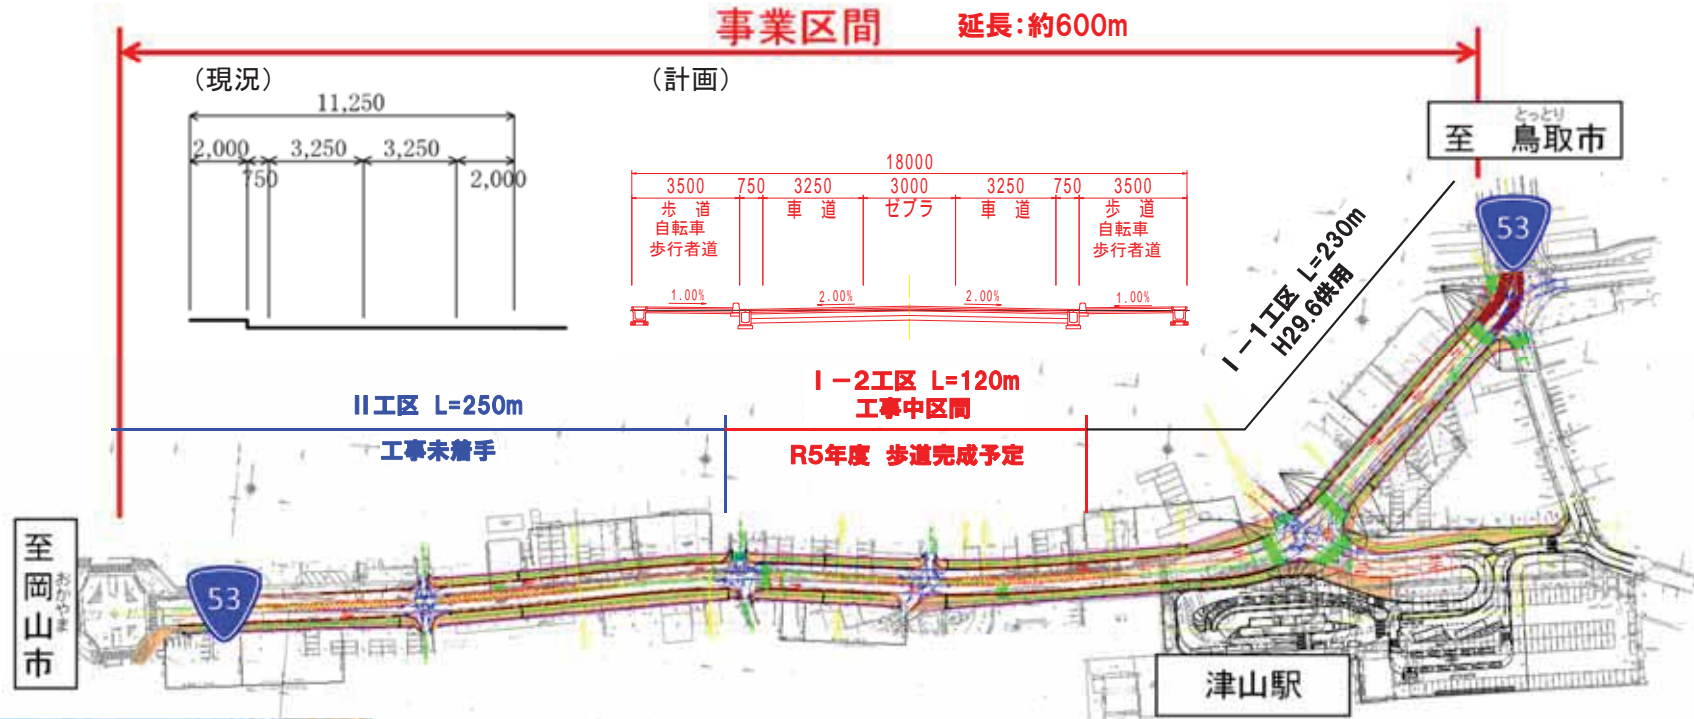 事業区間 延長:約600m
(現況)
11,250
2,000 3,250 3,250
750 2,000
(計画)
18000
3500 750 3250 3000 3250 750 3500
歩道 車道 ゼブラ 車道 歩道
自転車 自転車
歩行者道 歩行者道
1.00% 2.00% 2.00% 1.00%
とっとり
至 鳥取市
53
Ⅰ-1工区 L=230m
H29.6供用
Ⅰ-2工区 L=120m
工事中区間
R5年度 歩道完成予定
Ⅱ工区 L=250m
工事未着手
至岡山市
おかやま
53
津山駅